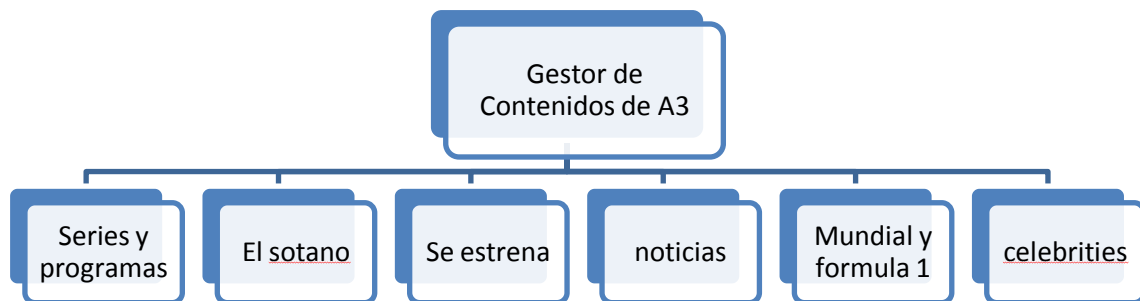 Gestor de
Contenidos de A3
Series y
programas
El sotano
Se estrena
noticias
Mundial y
formula 1
celebrities